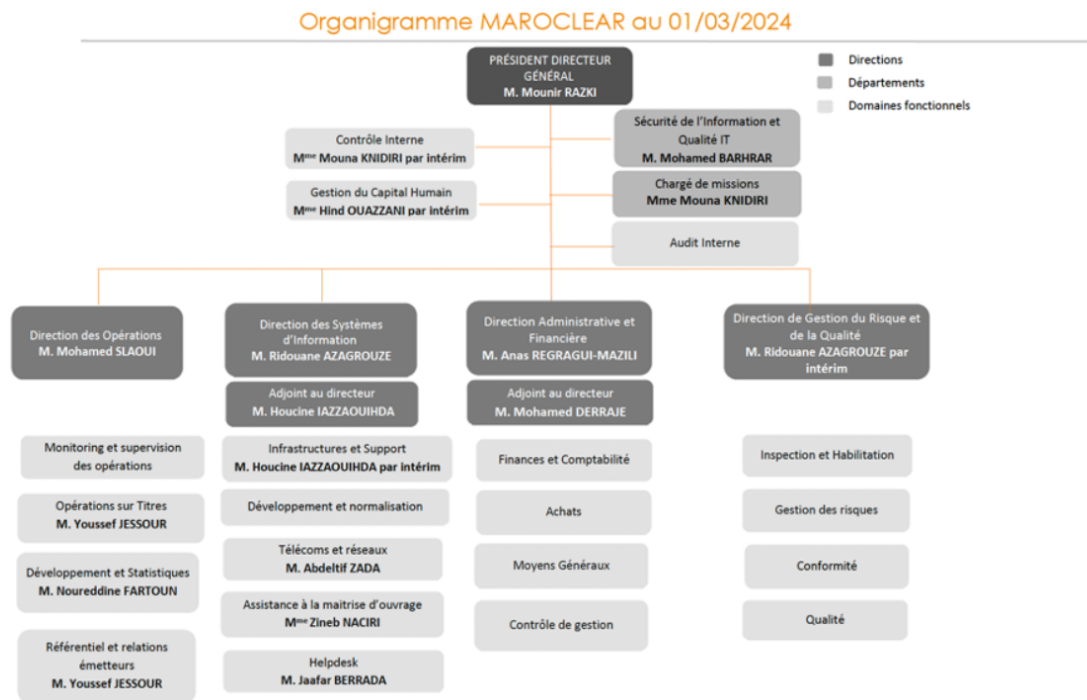 Organigramme MAROCLEAR au 01/03/2024
PRÉSIDENT DIRECTEUR
GÉNÉRAL
M. Mounir RAZKI
Directions
Départements
Domaines fonctionnels
Contrôle Interne
Mme Mouna KNIDIRI par intérim
Sécurité de l'Information et
Qualité IT
M. Mohamed BARHRAR
Gestion du Capital Humain
Mme Hind OUAZZANI par intérim
Chargé de missions
Mme Mouna KNIDIRI
Audit Interne
Direction des Opérations
M. Mohamed SLAOUI
Monitoring et supervision
des opérations
Opérations sur Titres
M. Youssef JESSOUR
Développement et Statistiques
M. Noureddine FARTOUN
Référentiel et relations
émetteurs
M. Youssef JESSOUR
Direction des Systèmes
d'Information
M. Ridouane AZAGROUZE
Adjoint au directeur
M. Houcine IAZZAOUIHDA
Infrastructures et Support
M. Houcine IAZZAOUIHDA par intérim
Développement et normalisation
Télécoms et réseaux
M. Abdeltif ZADA
Assistance à la maitrise d'ouvrage
Mme Zineb NACIRI
Helpdesk
M. Jaafar BERRADA
Direction Administrative et
Financière
M. Anas REGRAGUI-MAZILI
Adjoint au directeur
M. Mohamed DERRAJE
Finances et Comptabilité
Achats
Moyens Généraux
Contrôle de gestion
Direction de Gestion du Risque et
de la Qualité
M. Ridouane AZAGROUZE par
intérim
Inspection et Habilitation
Gestion des risques
Conformité
Qualité